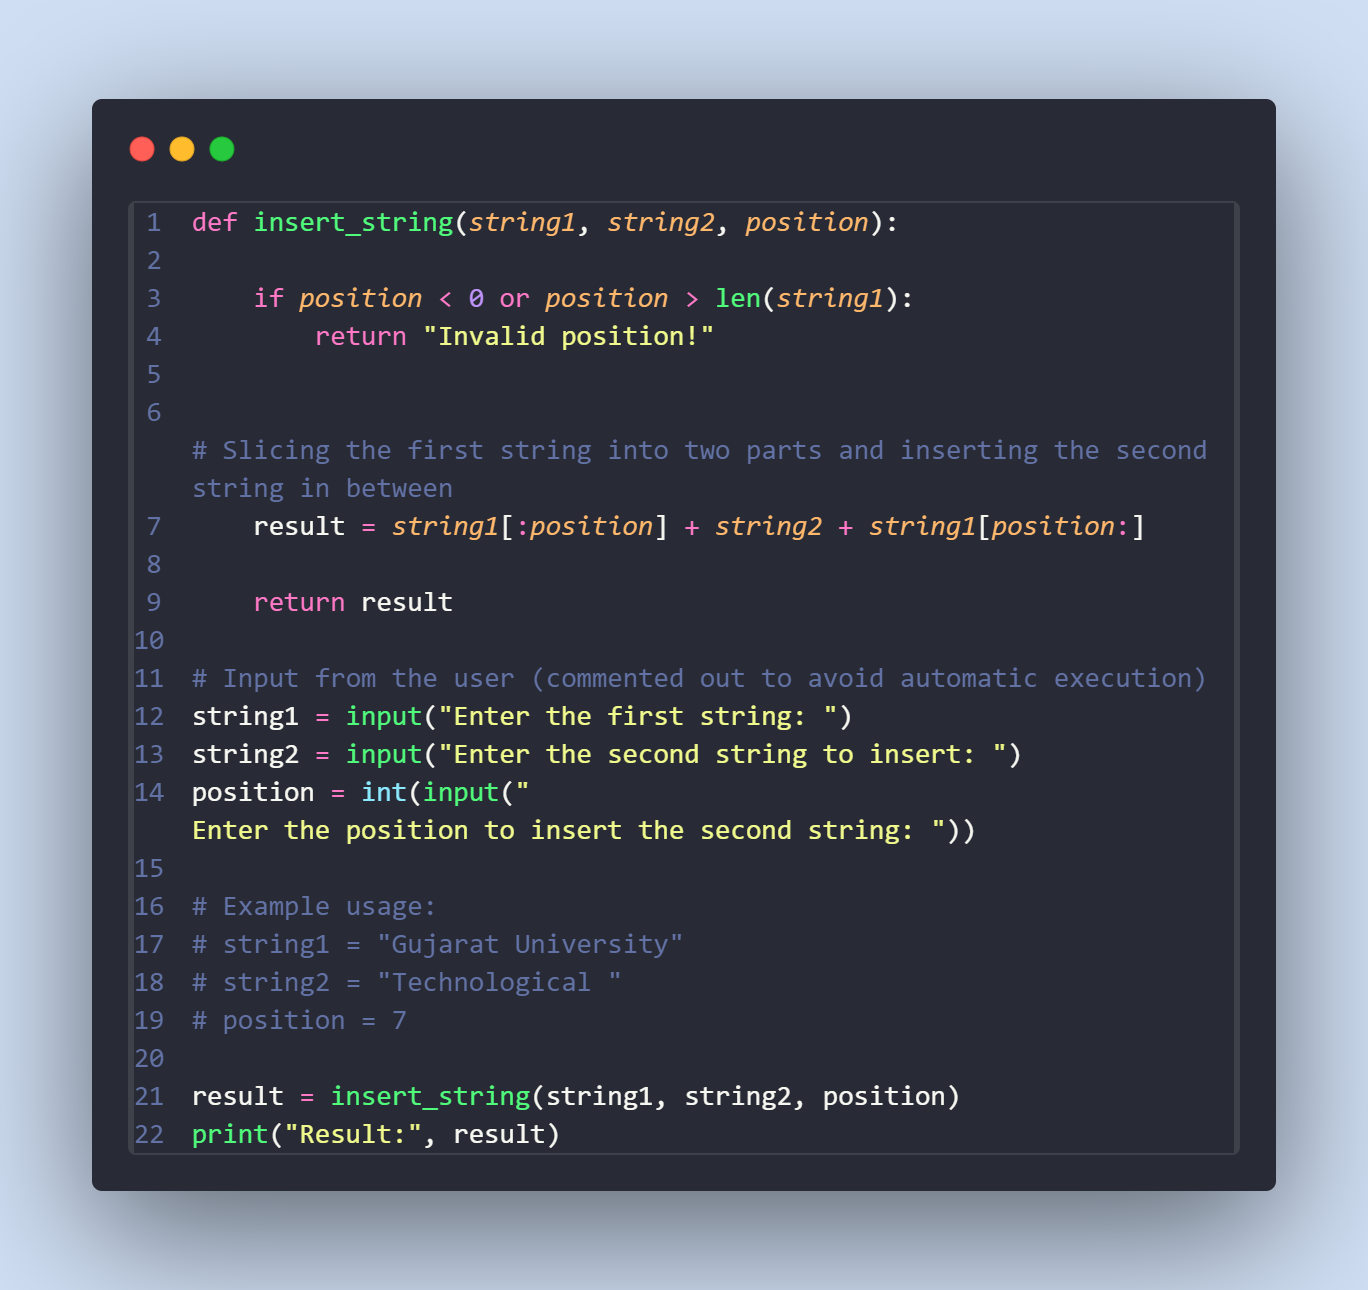 1 def insert_string(string1, string2, position):
2
3     if position < 0 or position > len(string1):
4         return "Invalid position!"
5
6
# Slicing the first string into two parts and inserting the second
string in between
7     result = string1[:position] + string2 + string1[position:]
8
9     return result
10
11 # Input from the user (commented out to avoid automatic execution)
12 string1 = input("Enter the first string: ")
13 string2 = input("Enter the second string to insert: ")
14 position = int(input("
Enter the position to insert the second string: "))
15
16 # Example usage:
17 # string1 = "Gujarat University"
18 # string2 = "Technological "
19 # position = 7
20
21 result = insert_string(string1, string2, position)
22 print("Result:", result)